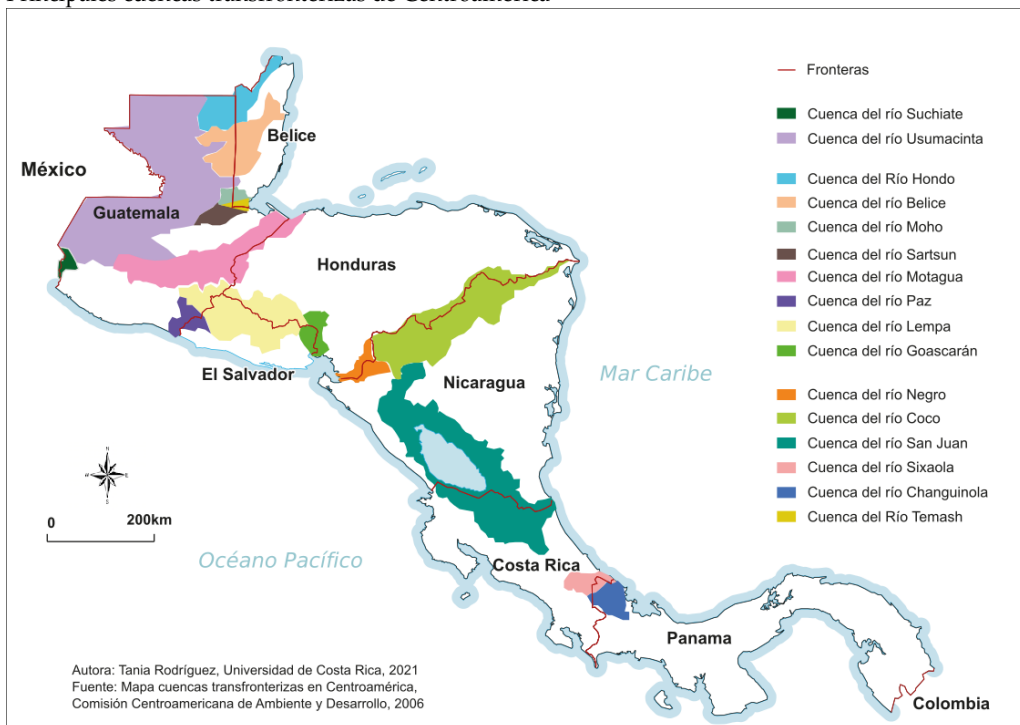 Principales cuencas transfronterizas de Centroamérica
Fronteras
Cuenca del río Suchiate
Cuenca del río Usumacinta
Cuenca del Río Hondo
Cuenca del río Belice
Cuenca del río Moho
Cuenca del río Sartsun
Cuenca del río Motagua
Cuenca del río Paz
Cuenca del río Lempa
Cuenca del río Goascarán
Cuenca del río Negro
Cuenca del río Coco
Cuenca del río San Juan
Cuenca del río Sixaola
Cuenca del río Changuinola
Cuenca del Río Temash
Belice
México
Guatemala
Honduras
El Salvador
Nicaragua
Mar Caribe
N
W
E
S
0 200km
Océano Pacífico
Costa Rica
Panama
Colombia
Autora: Tania Rodríguez, Universidad de Costa Rica, 2021
Fuente: Mapa cuencas transfronterizas en Centroamérica,
Comisión Centroamericana de Ambiente y Desarrollo, 2006